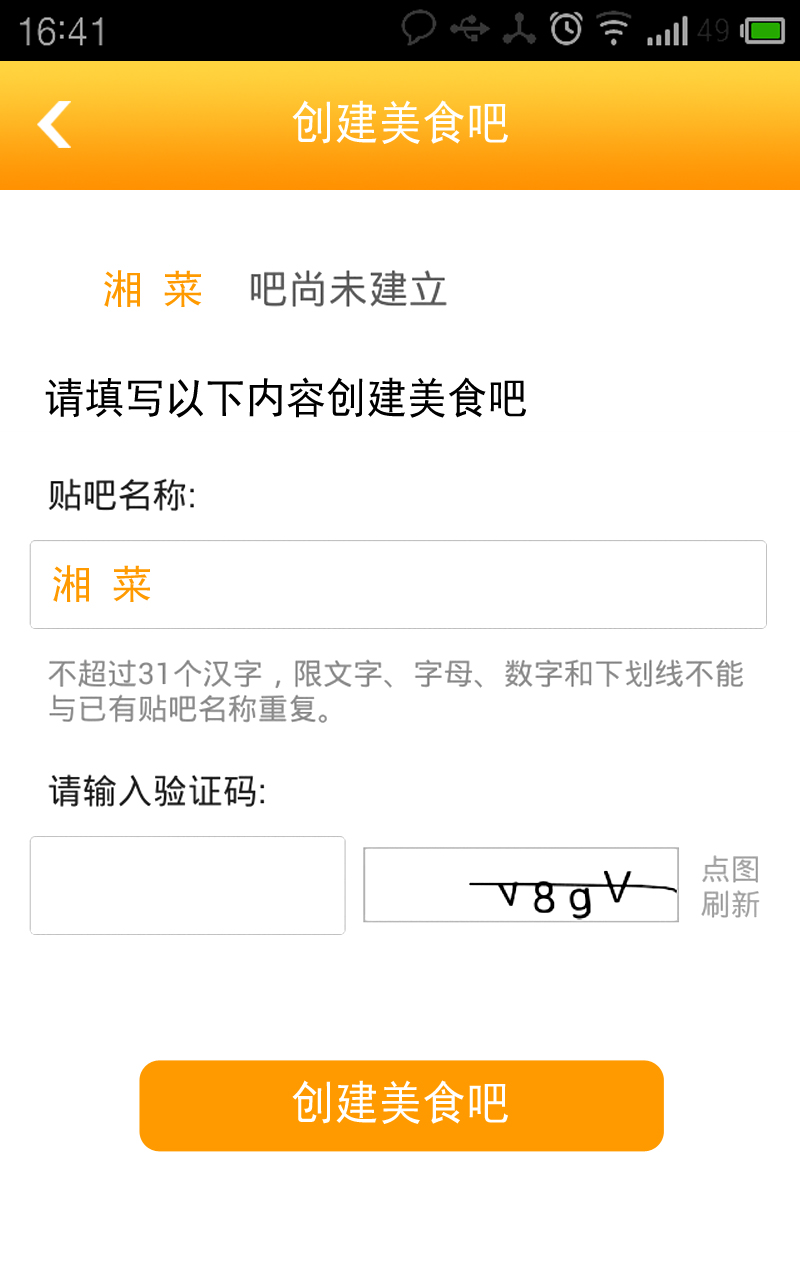 16:41
49
创建美食吧
湘 菜 吧尚未建立
请填写以下内容创建美食吧
贴吧名称:
湘 菜
不超过31个汉字，限文字、字母、数字和下划线不能
与已有贴吧名称重复。
请输入验证码:
v8gV
点图
刷新
创建美食吧